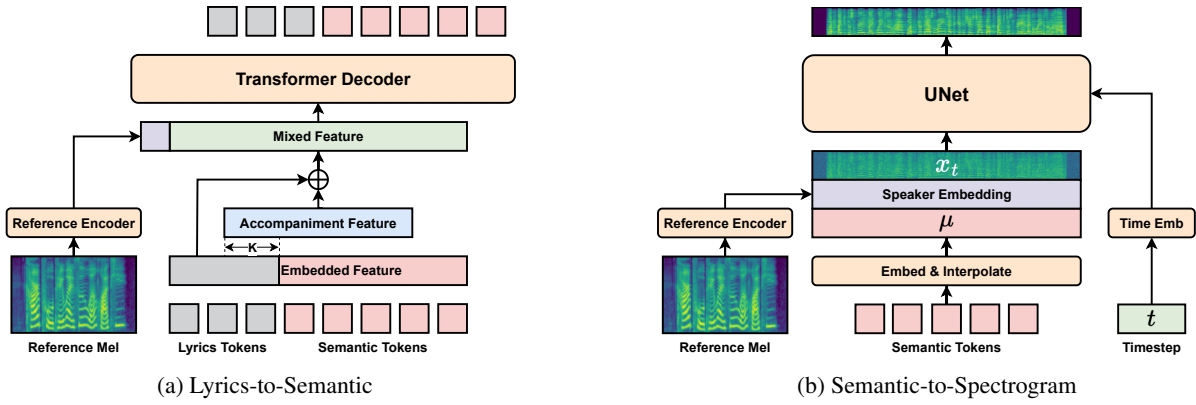 Transformer Decoder
Mixed Feature
Reference Encoder
Accompaniment Feature
K
Embedded Feature
Reference Mel
Lyrics Tokens
Semantic Tokens
(a) Lyrics-to-Semantic
UNet
x_t
Speaker Embedding
Reference Encoder
μ
Time Emb
Embed & Interpolate
t
Reference Mel
Semantic Tokens
Timestep
(b) Semantic-to-Spectrogram